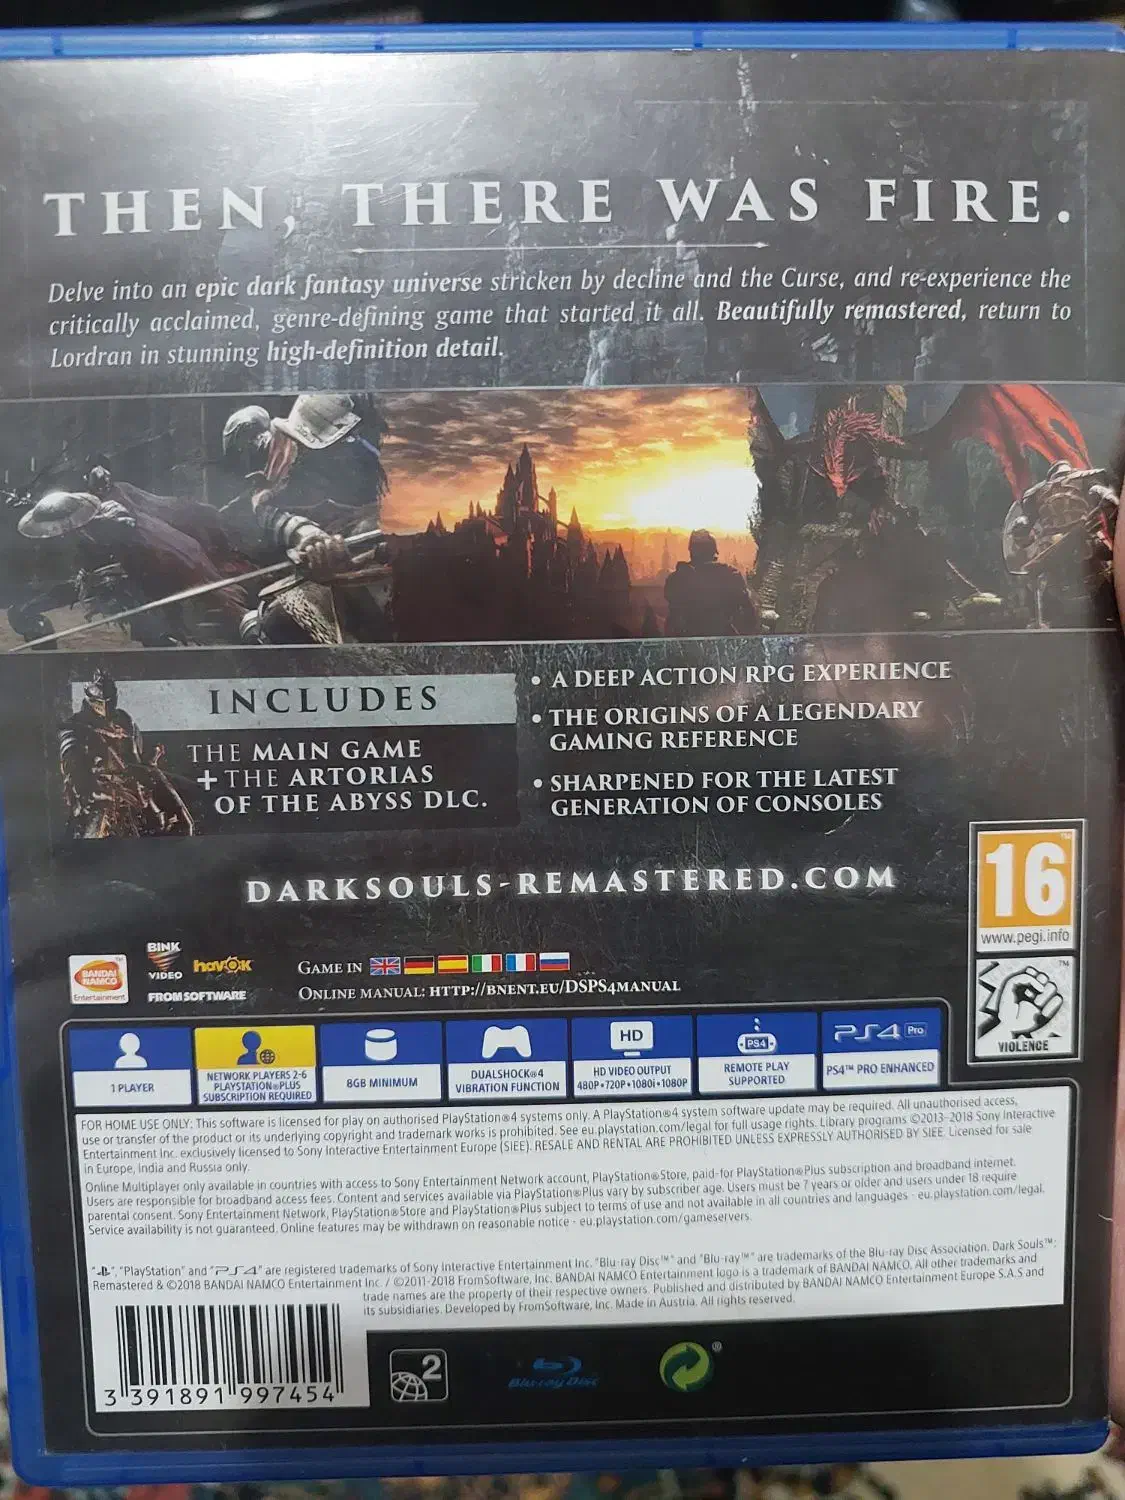 THEN, THERE WAS FIRE.
Delve into an epic dark fantasy universe stricken by decline and the Curse, and re-experience the
critically acclaimed, genre-defining game that started it all. Beautifully remastered, return to
Lordran in stunning high-definition detail.
INCLUDES
THE MAIN GAME
+ THE ARTORIAS
OF THE ABYSS DLC.
• A DEEP ACTION RPG EXPERIENCE
• THE ORIGINS OF A LEGENDARY
GAMING REFERENCE
• SHARPENED FOR THE LATEST
GENERATION OF CONSOLES
DARKSOULS-REMASTERED.COM
16
www.pegi.info
VIOLENCE
BANDAI
NAMCO
Entertainment
BINK
VIDEO
havok
FROMSOFTWARE
GAME IN
ONLINE MANUAL: HTTP://BNENT.EU/DSPS4MANUAL
1 PLAYER
NETWORK PLAYERS 2-6
PLAYSTATION®PLUS
SUBSCRIPTION REQUIRED
8GB MINIMUM
DUALSHOCK®4
VIBRATION FUNCTION
HD
HD VIDEO OUTPUT
480P•720P•1080i•1080P
PS4
REMOTE PLAY
SUPPORTED
PS4 Pro
PS4™ PRO ENHANCED
FOR HOME USE ONLY: This software is licensed for play on authorised PlayStation®4 systems only. A PlayStation®4 system software update may be required. All unauthorised access,
use or transfer of the product or its underlying copyright and trademark works is prohibited. See eu.playstation.com/legal for full usage rights. Library programs ©2013-2018 Sony Interactive
Entertainment Inc. exclusively licensed to Sony Interactive Entertainment Europe (SIEE). RESALE AND RENTAL ARE PROHIBITED UNLESS EXPRESSLY AUTHORISED BY SIEE. Licensed for sale
in Europe, India and Russia only.
Online Multiplayer only available in countries with access to Sony Entertainment Network account, PlayStation®Store, paid-for PlayStation®Plus subscription and broadband internet.
Users are responsible for broadband access fees. Content and services available via PlayStation®Plus vary by subscriber age. Users must be 7 years or older and users under 18 require
parental consent. Sony Entertainment Network, PlayStation®Store and PlayStation®Plus subject to terms of use and not available in all countries and languages - eu.playstation.com/legal.
Service availability is not guaranteed. Online features may be withdrawn on reasonable notice - eu.playstation.com/gameservers.
"", "PlayStation" and "PS4" are registered trademarks of Sony Interactive Entertainment Inc. "Blu-ray Disc™" and "Blu-ray™" are trademarks of the Blu-ray Disc Association. Dark Souls™:
Remastered & ©2018 BANDAI NAMCO Entertainment Inc. / ©2011-2018 FromSoftware, Inc. BANDAI NAMCO Entertainment logo is a trademark of BANDAI NAMCO. All other trademarks and
trade names are the property of their respective owners. Published and distributed by BANDAI NAMCO Entertainment Europe S.A.S and
its subsidiaries. Developed by FromSoftware, Inc. Made in Austria. All rights reserved.
3 391891 997454
2
Blu-ray Disc